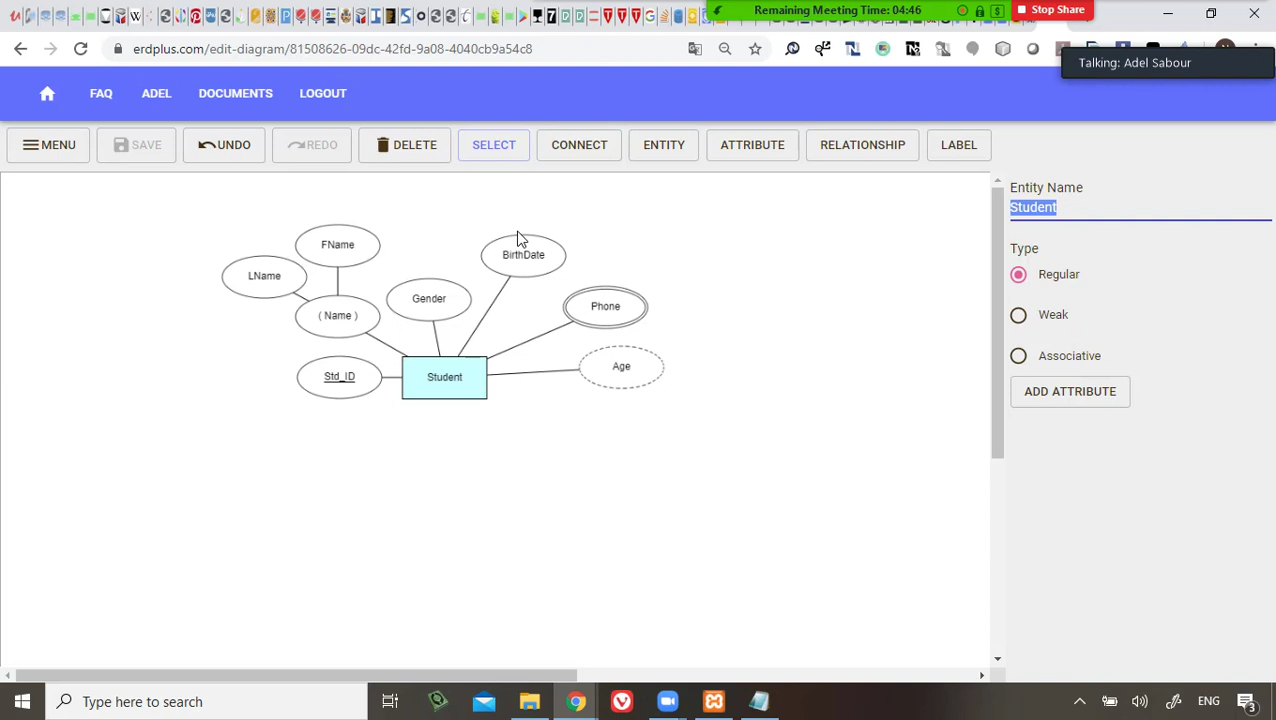 Remaining Meeting Time: 04:46
Stop Share
erdplus.com/edit-diagram/81508626-09dc-42fd-9a08-4040cb9a54c8
Talking: Adel Sabour
FAQ
ADEL
DOCUMENTS
LOGOUT
MENU
SAVE
UNDO
REDO
DELETE
SELECT
CONNECT
ENTITY
ATTRIBUTE
RELATIONSHIP
LABEL
Entity Name
Student
Type
Regular
Weak
Associative
ADD ATTRIBUTE
FName
BirthDate
LName
Gender
Phone
( Name )
Age
Std_ID
Student
Type here to search
ENG
3